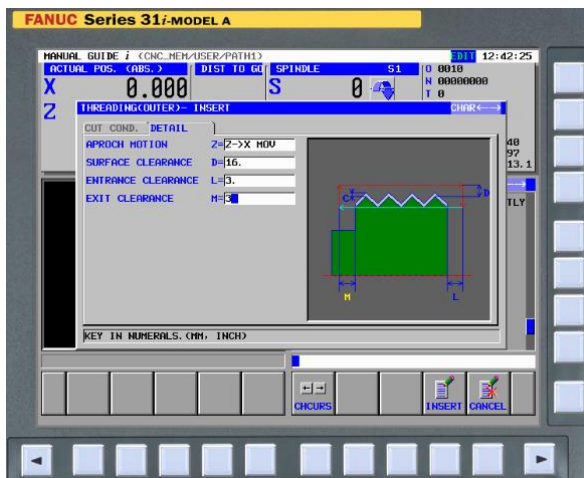 FANUC Series 31i-MODEL A
MANUAL GUIDE i (CNC_MEM/USER/PATH1) EDIT 12:42:25
ACTUAL POS. (ABS.) DIST TO GO SPINDLE S1 O 0010
X 0.000 S 0 N 00000000
T 0
Z THREADING(OUTER)- INSERT CHAR←→
CUT COND. DETAIL
APROCH MOTION Z=Z->X MOV
SURFACE CLEARANCE D=16.
ENTRANCE CLEARANCE L=3.
EXIT CLEARANCE M=3
40
97
13.1
TLY
C D
M L
KEY IN NUMERALS.(MM, INCH)
←→
CHCURS INSERT CANCEL